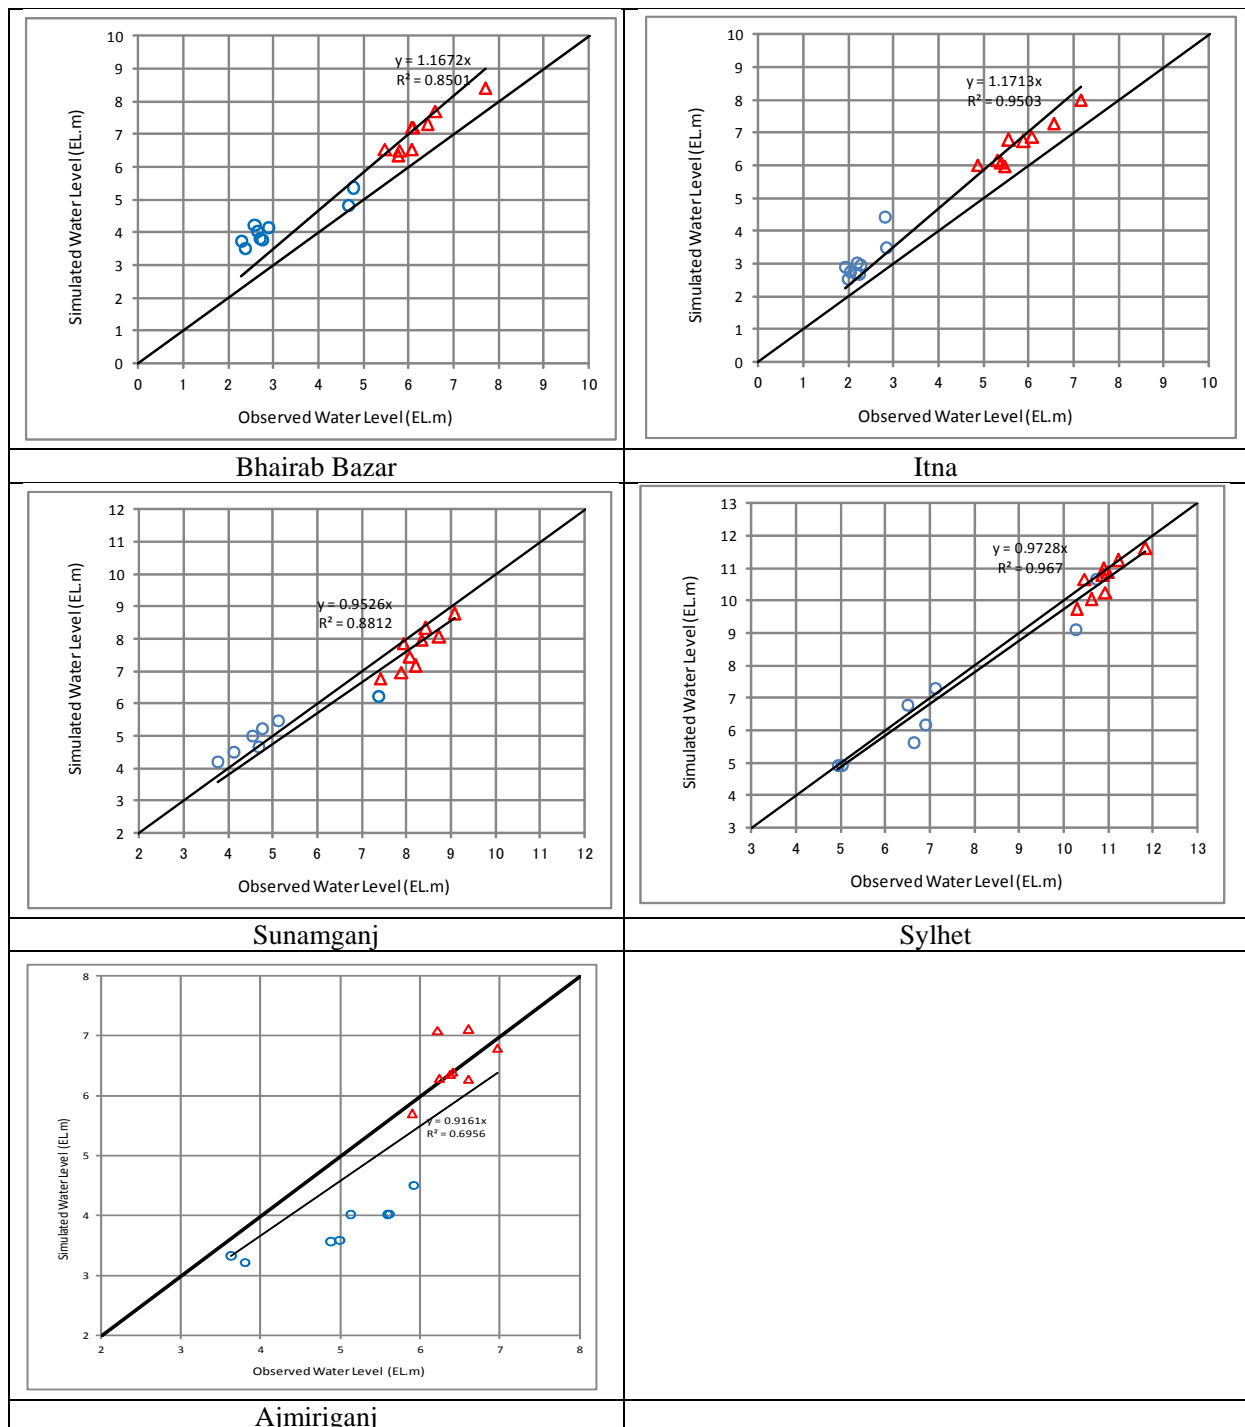 10
9
8
7
6
5
4
3
2
1
0
0 1 2 3 4 5 6 7 8 9 10
Simulated Water Level (EL.m)
Observed Water Level (EL.m)
y = 1.1672x
R² = 0.8501
Bhairab Bazar
10
9
8
7
6
5
4
3
2
1
0
0 1 2 3 4 5 6 7 8 9 10
Simulated Water Level (EL.m)
Observed Water Level (EL.m)
y = 1.1713x
R² = 0.9503
Itna
12
11
10
9
8
7
6
5
4
3
2
2 3 4 5 6 7 8 9 10 11 12
Simulated Water Level (EL.m)
Observed Water Level (EL.m)
y = 0.9526x
R² = 0.8812
Sunamganj
13
12
11
10
9
8
7
6
5
4
3
3 4 5 6 7 8 9 10 11 12 13
Simulated Water Level (EL.m)
Observed Water Level (EL.m)
y = 0.9728x
R² = 0.967
Sylhet
8
7
6
5
4
3
2
2 3 4 5 6 7 8
Simulated Water Level (EL.m)
Observed Water Level (EL.m)
y = 0.9161x
R² = 0.6956
Ajmiriganj